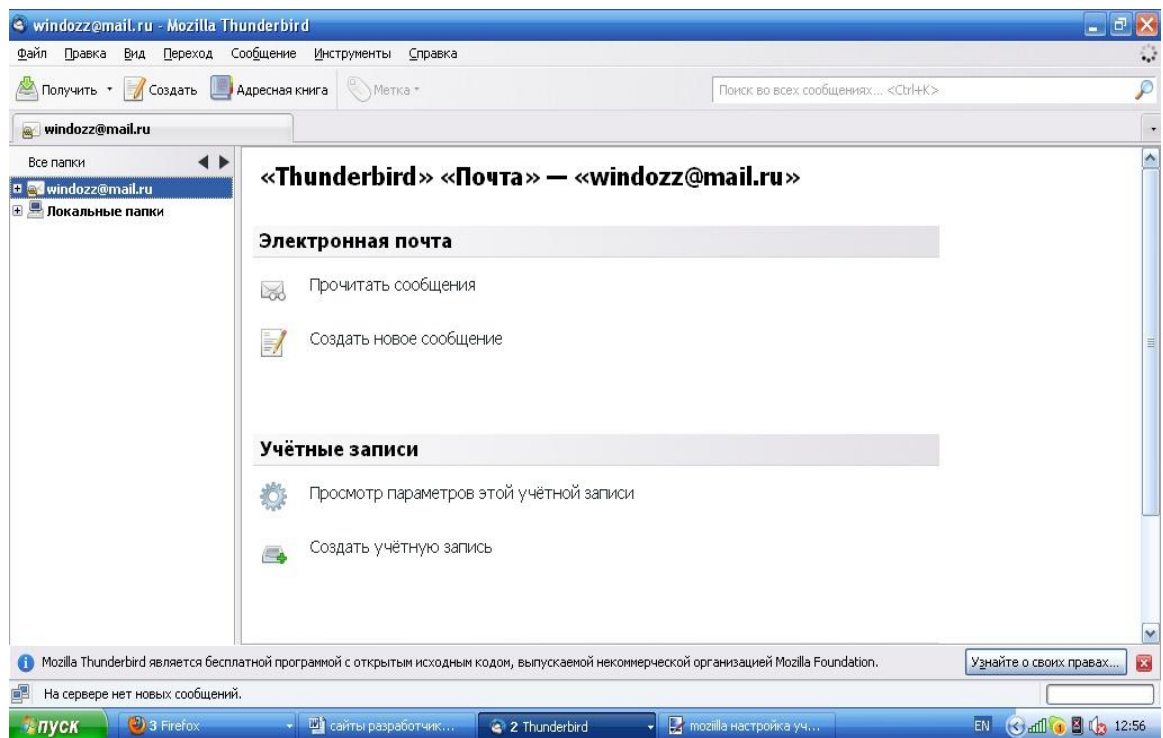 windozz@mail.ru - Mozilla Thunderbird
Файл Правка Вид Переход Сообщение Инструменты Справка
Получить Создать Адресная книга Метка Поиск во всех сообщениях... <Ctrl+K>
windozz@mail.ru
Все папки
windozz@mail.ru
Локальные папки
«Thunderbird» «Почта» — «windozz@mail.ru»
Электронная почта
Прочитать сообщения
Создать новое сообщение
Учётные записи
Просмотр параметров этой учётной записи
Создать учётную запись
Mozilla Thunderbird является бесплатной программой с открытым исходным кодом, выпускаемой некоммерческой организацией Mozilla Foundation. Узнайте о своих правах...
На сервере нет новых сообщений.
пуск 3 Firefox сайты разработчик... 2 Thunderbird moziilla настройка уч... EN 12:56